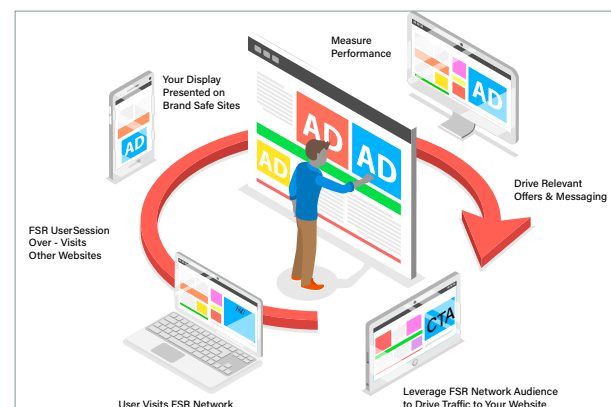 Measure
Performance
AD
Your Display
Presented on
Brand Safe Sites
AD
AD
AD
AD
Drive Relevant
Offers & Messaging
FSR UserSession
Over - Visits
Other Websites
CTA
User Visits FSR Network
Leverage FSR Network Audience
to Drive Traffic to Your Website